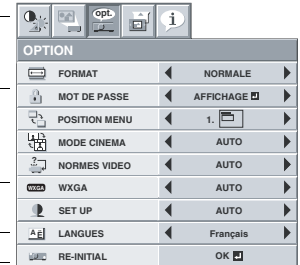 opt.
i
OPTION
FORMAT NORMALE
MOT DE PASSE AFFICHAGE
POSITION MENU 1.
MODE CINEMA AUTO
NORMES VIDEO AUTO
WXGA WXGA AUTO
SET UP AUTO
AÉ LANGUES Français
RE-INITIAL OK